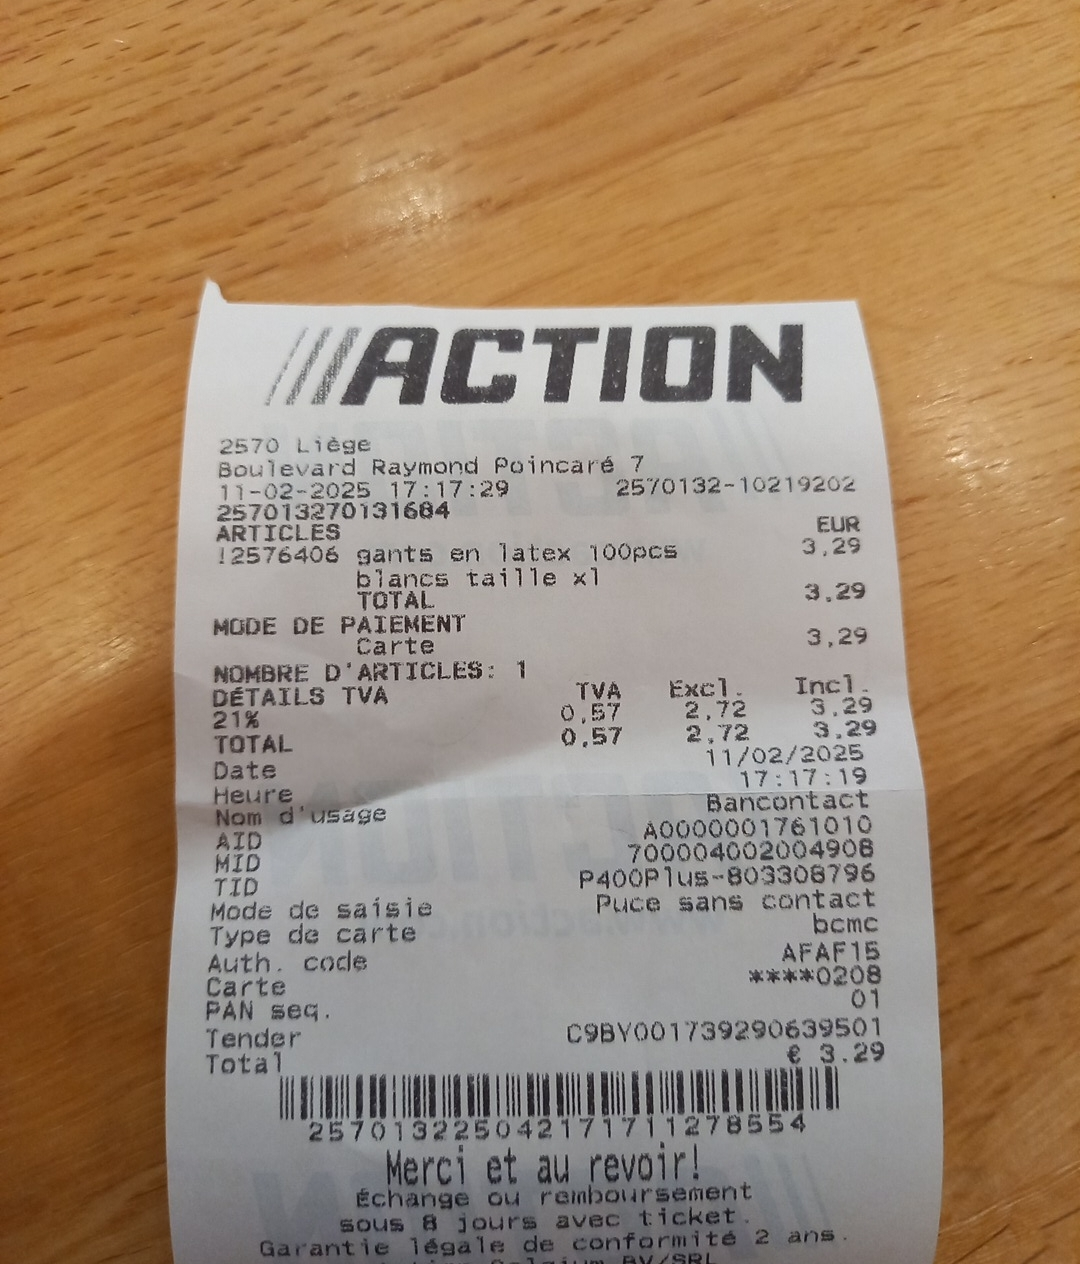 ///ACTION
2570 Liège
Boulevard Raymond Poincaré 7
11-02-2025 17:17:29 2570132-10219202
257013270131684
ARTICLES EUR
!2576406 gants en latex 100pcs 3,29
blancs taille xl
TOTAL 3,29
MODE DE PAIEMENT
Carte 3,29
NOMBRE D'ARTICLES: 1
DÉTAILS TVA TVA Excl. Incl.
21% 0,57 2,72 3,29
TOTAL 0,57 2,72 3,29
Date 11/02/2025
Heure 17:17:19
Nom d'usage Bancontact
AID A0000001761010
MID 700004002004908
TID P400Plus-803308796
Mode de saisie Puce sans contact
Type de carte bcmc
Auth. code AFAF15
Carte ****0208
PAN seq. 01
Tender C9BY001739290639501
Total € 3.29
257013225042171711278554
Merci et au revoir!
Échange ou remboursement
sous 8 jours avec ticket.
Garantie légale de conformité 2 ans.
Belgium BV/SRL